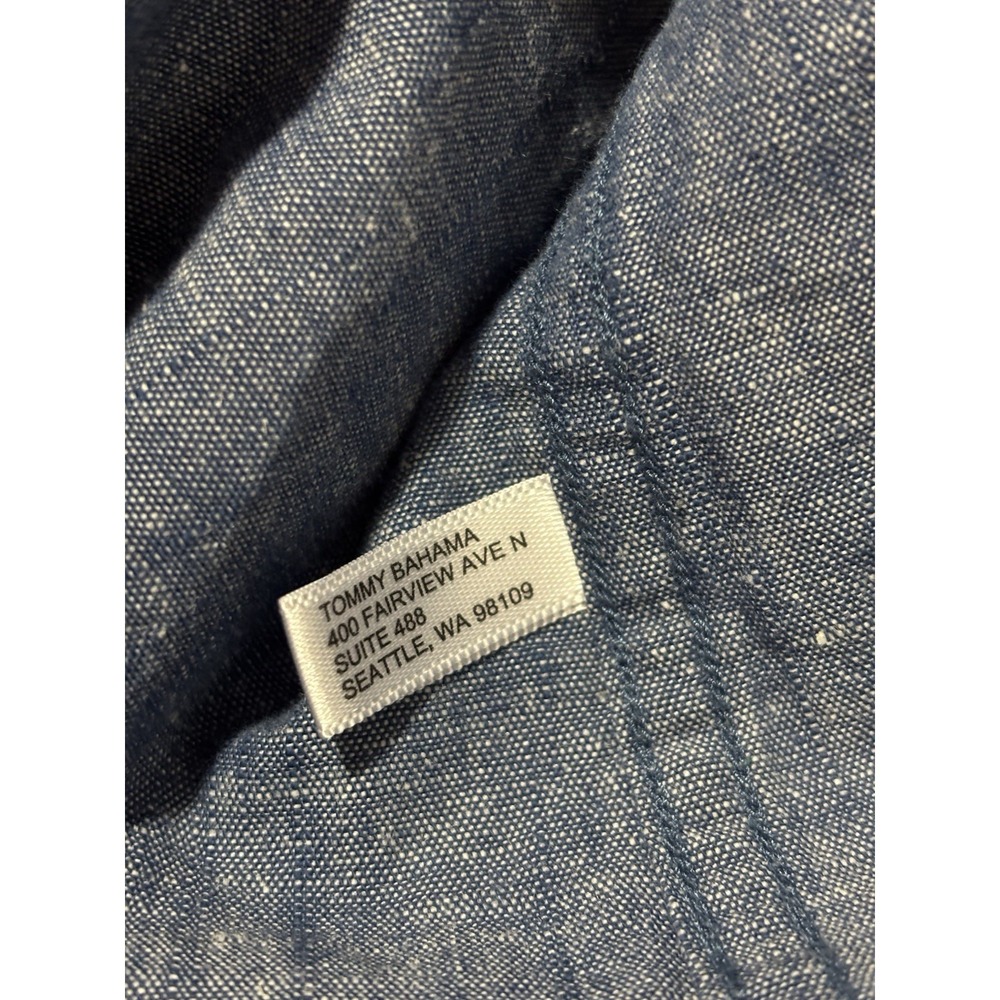 TOMMY BAHAMA
400 FAIRVIEW AVE N
SUITE 488
SEATTLE, WA 98109